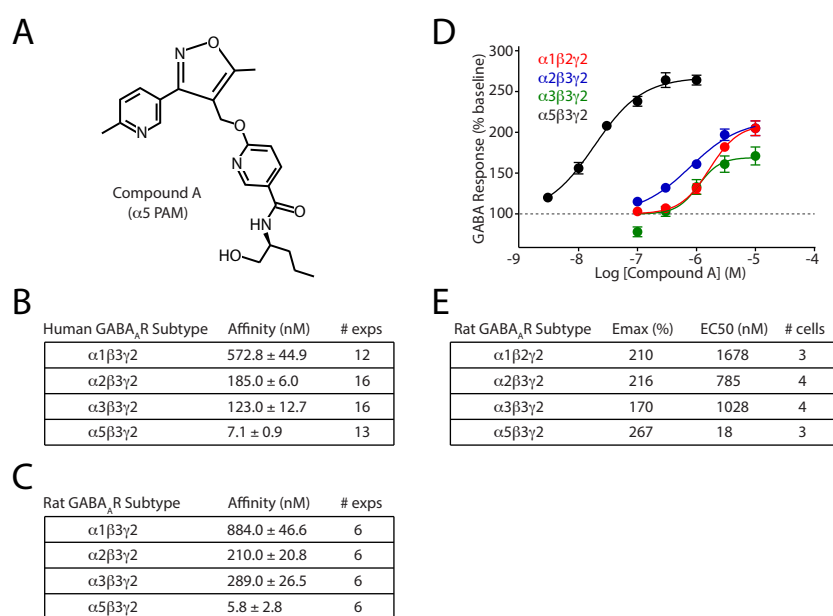 A
N
O
N
O
N
HN
O
HO
Compound A
(α5 PAM)
B
Human GABA_AR Subtype Affinity (nM) # exps
α1β3γ2 572.8 ± 44.9 12
α2β3γ2 185.0 ± 6.0 16
α3β3γ2 123.0 ± 12.7 16
α5β3γ2 7.1 ± 0.9 13
C
Rat GABA_AR Subtype Affinity (nM) # exps
α1β3γ2 884.0 ± 46.6 6
α2β3γ2 210.0 ± 20.8 6
α3β3γ2 289.0 ± 26.5 6
α5β3γ2 5.8 ± 2.8 6
D
α1β2γ2
α2β3γ2
α3β3γ2
α5β3γ2
GABA Response (% baseline)
300
250
200
150
100
-9 -8 -7 -6 -5 -4
Log [Compound A] (M)
E
Rat GABA_AR Subtype Emax (%) EC50 (nM) # cells
α1β2γ2 210 1678 3
α2β3γ2 216 785 4
α3β3γ2 170 1028 4
α5β3γ2 267 18 3